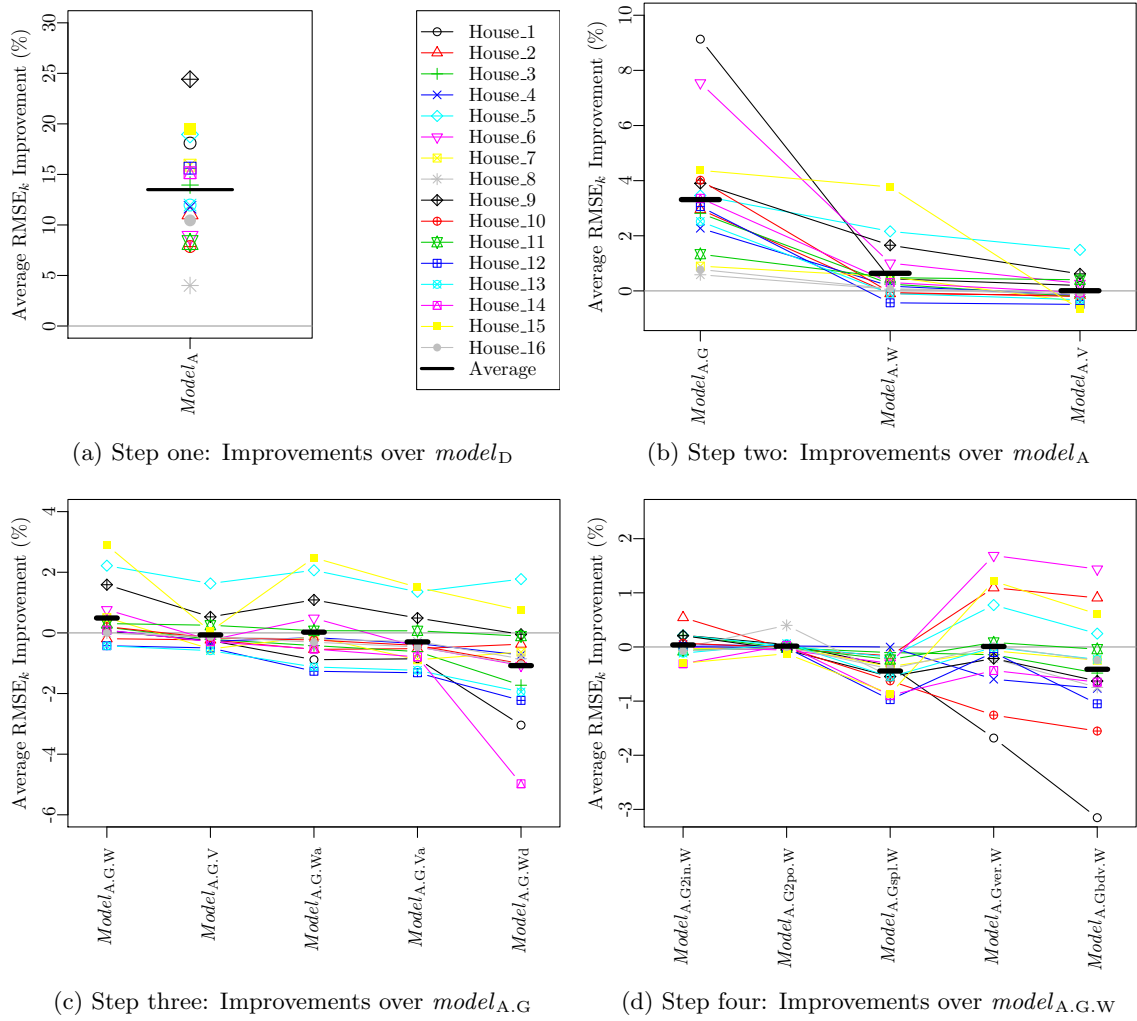 Average RMSE_k Improvement (%)
30
25
20
15
10
5
0
Model_A
House_1
House_2
House_3
House_4
House_5
House_6
House_7
House_8
House_9
House_10
House_11
House_12
House_13
House_14
House_15
House_16
Average
(a) Step one: Improvements over model_D
Average RMSE_k Improvement (%)
10
8
6
4
2
0
Model_A.G
Model_A.W
Model_A.V
(b) Step two: Improvements over model_A
Average RMSE_k Improvement (%)
4
2
0
-2
-4
-6
Model_A.G.W
Model_A.G.V
Model_A.G.Wa
Model_A.G.Va
Model_A.G.Wd
(c) Step three: Improvements over model_A.G
Average RMSE_k Improvement (%)
2
1
0
-1
-2
-3
Model_A.G2in.W
Model_A.G2po.W
Model_A.Gspl.W
Model_A.Gver.W
Model_A.Gbdv.W
(d) Step four: Improvements over model_A.G.W